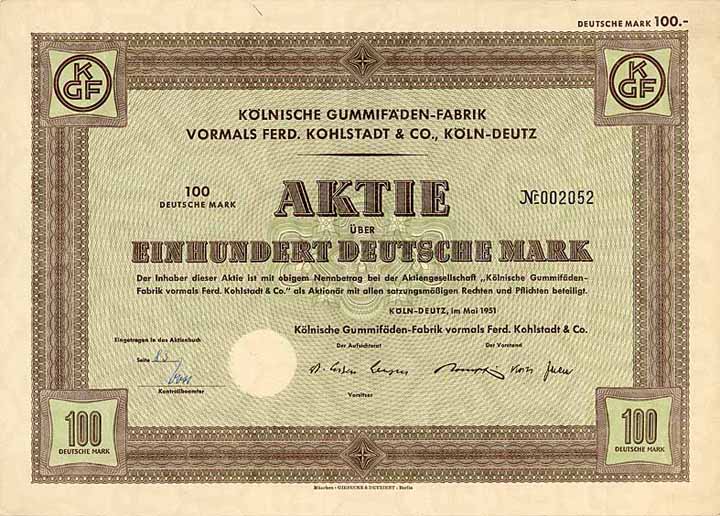 DEUTSCHE MARK 100.-
KGF
KGF
KÖLNISCHE GUMMIFÄDEN-FABRIK
VORMALS FERD. KOHLSTADT & CO., KÖLN-DEUTZ
100
DEUTSCHE MARK
AKTIE
№ 002052
ÜBER
EINHUNDERT DEUTSCHE MARK
Der Inhaber dieser Aktie ist mit obigem Nennbetrag bei der Aktiengesellschaft „Kölnische Gummifäden-
Fabrik vormals Ferd. Kohlstadt & Co.“ als Aktionär mit allen satzungsmäßigen Rechten und Pflichten beteiligt.
KÖLN-DEUTZ, im Mai 1951
Kölnische Gummifäden-Fabrik vormals Ferd. Kohlstadt & Co.
Eingetragen in das Aktienbuch
Der Aufsichtsrat
Der Vorstand
Seite
Kontrollbeamter
Vorsitzer
100
DEUTSCHE MARK
100
DEUTSCHE MARK
München · GIESECKE & DEVRIENT · Berlin